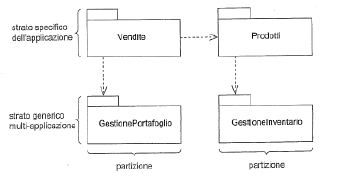 strato specifico
dell'applicazione
Vendite
Prodotti
strato generico
multi-applicazione
GestionePortafoglio
GestioneInventario
partizione
partizione